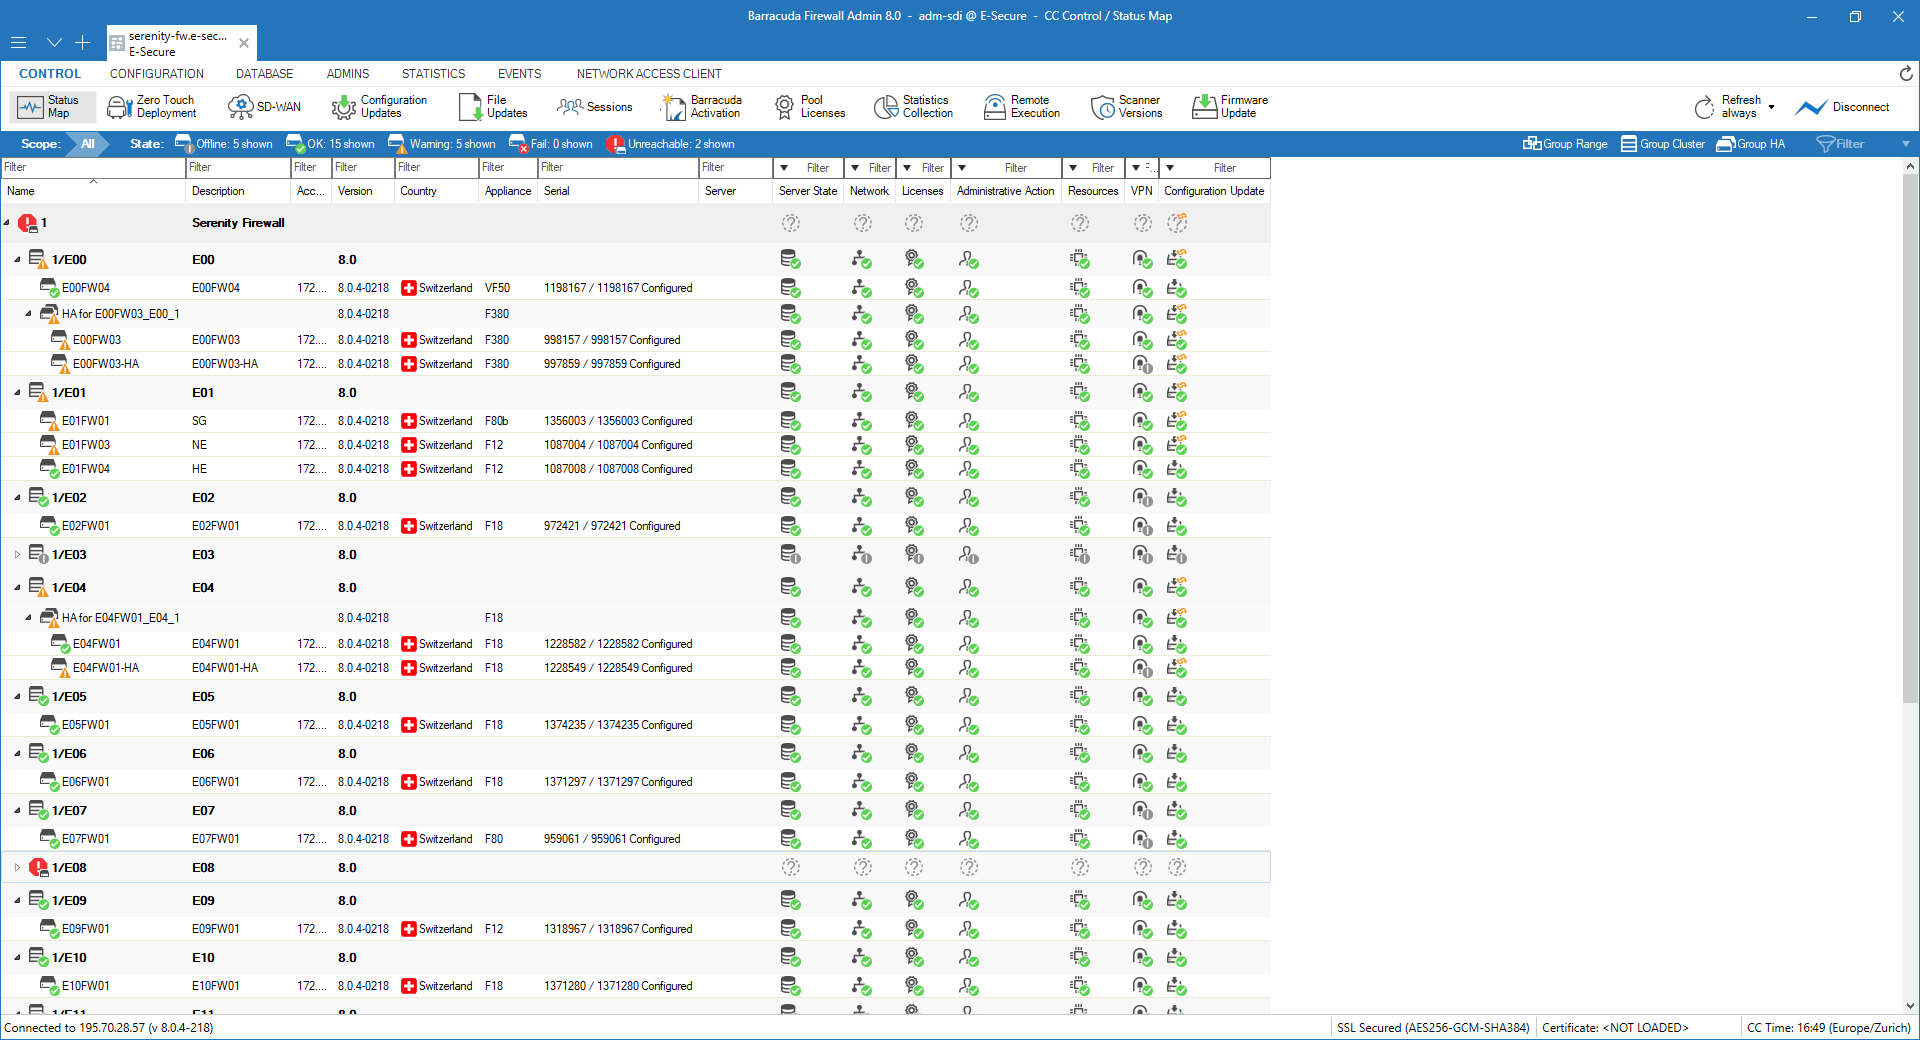 Barracuda Firewall Admin 8.0 - adm-sdi @ E-Secure - CC Control / Status Map
serenity-fw.e-sec...
E-Secure
CONTROL CONFIGURATION DATABASE ADMINS STATISTICS EVENTS NETWORK ACCESS CLIENT
Status Map
Zero Touch Deployment
SD-WAN
Configuration Updates
File Updates
Sessions
Barracuda Activation
Pool Licenses
Statistics Collection
Remote Execution
Scanner Versions
Firmware Update
Refresh always
Disconnect
Scope: All State: Offline: 5 shown OK: 15 shown Warning: 5 shown Fail: 0 shown Unreachable: 2 shown Group Range Group Cluster Group HA Filter
Filter Filter Filter Filter Filter Filter Filter Filter Filter Filter Filter Filter Filter Filter
Name Description Acc... Version Country Appliance Serial Server Server State Network Licenses Administrative Action Resources VPN Configuration Update
1 Serenity Firewall
1/E00 E00 8.0
E00FW04 E00FW04 172.... 8.0.4-0218 Switzerland VF50 1198167 / 1198167 Configured
HA for E00FW03_E00_1 8.0.4-0218 F380
E00FW03 E00FW03 172.... 8.0.4-0218 Switzerland F380 998157 / 998157 Configured
E00FW03-HA E00FW03-HA 172.... 8.0.4-0218 Switzerland F380 997859 / 997859 Configured
1/E01 E01 8.0
E01FW01 SG 172.... 8.0.4-0218 Switzerland F80b 1356003 / 1356003 Configured
E01FW03 NE 172.... 8.0.4-0218 Switzerland F12 1087004 / 1087004 Configured
E01FW04 HE 172.... 8.0.4-0218 Switzerland F12 1087008 / 1087008 Configured
1/E02 E02 8.0
E02FW01 E02FW01 172.... 8.0.4-0218 Switzerland F18 972421 / 972421 Configured
1/E03 E03 8.0
1/E04 E04 8.0
HA for E04FW01_E04_1 8.0.4-0218 F18
E04FW01 E04FW01 172.... 8.0.4-0218 Switzerland F18 1228582 / 1228582 Configured
E04FW01-HA E04FW01-HA 172.... 8.0.4-0218 Switzerland F18 1228549 / 1228549 Configured
1/E05 E05 8.0
E05FW01 E05FW01 172.... 8.0.4-0218 Switzerland F18 1374235 / 1374235 Configured
1/E06 E06 8.0
E06FW01 E06FW01 172.... 8.0.4-0218 Switzerland F18 1371297 / 1371297 Configured
1/E07 E07 8.0
E07FW01 E07FW01 172.... 8.0.4-0218 Switzerland F80 959061 / 959061 Configured
1/E08 E08 8.0
1/E09 E09 8.0
E09FW01 E09FW01 172.... 8.0.4-0218 Switzerland F12 1318967 / 1318967 Configured
1/E10 E10 8.0
E10FW01 E10FW01 172.... 8.0.4-0218 Switzerland F18 1371280 / 1371280 Configured
1/E11 E11 8.0
Connected to 195.70.28.57 (v 8.0.4-218) SSL Secured (AES256-GCM-SHA384) Certificate: <NOT LOADED> CC Time: 16:49 (Europe/Zurich)